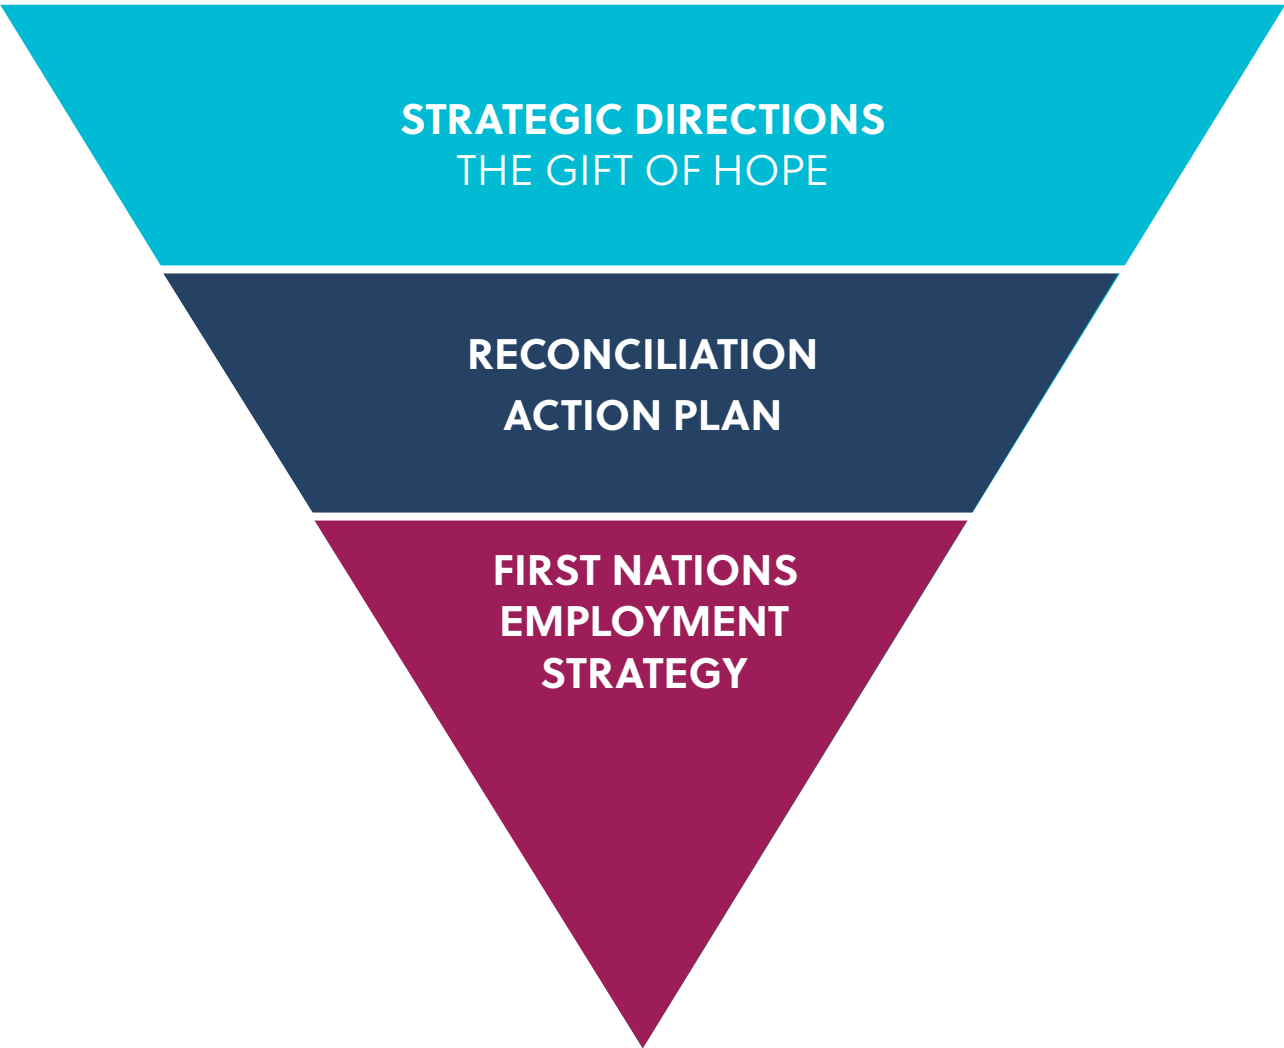 STRATEGIC DIRECTIONS
THE GIFT OF HOPE
RECONCILIATION
ACTION PLAN
FIRST NATIONS
EMPLOYMENT
STRATEGY